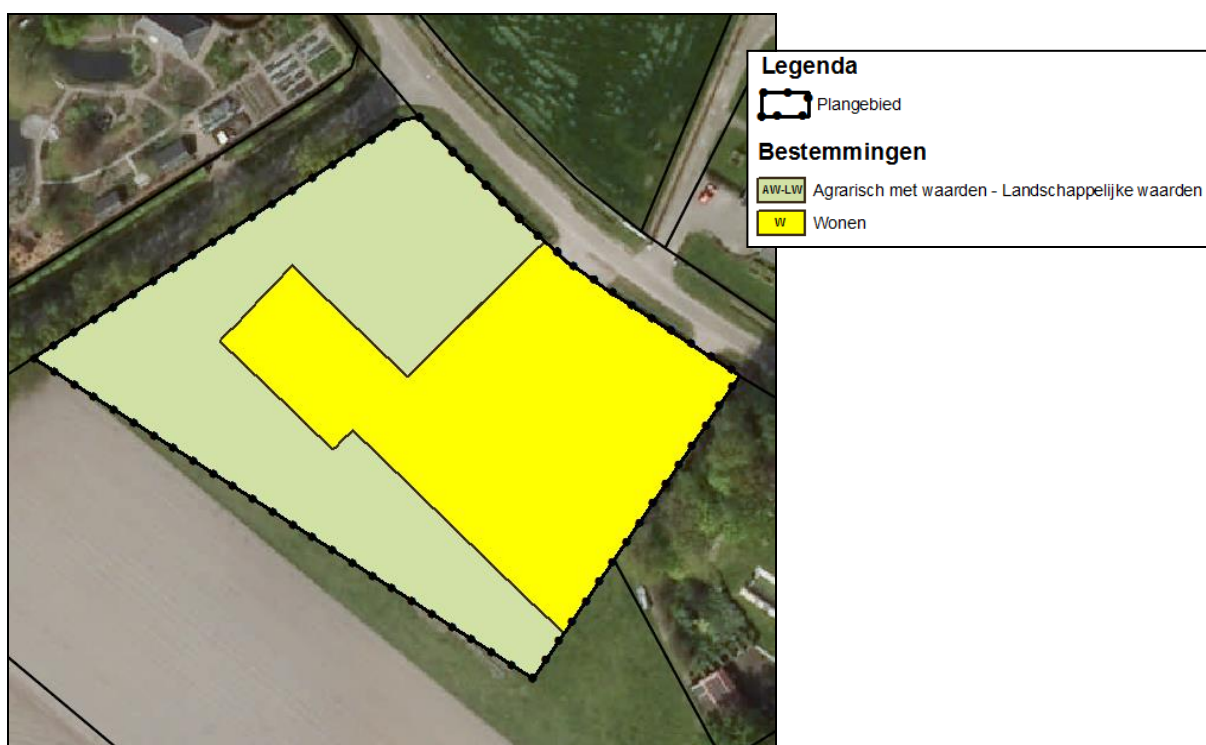 Legenda
Plangebied
Bestemmingen
AW-LW Agrarisch met waarden - Landschappelijke waarden
W Wonen